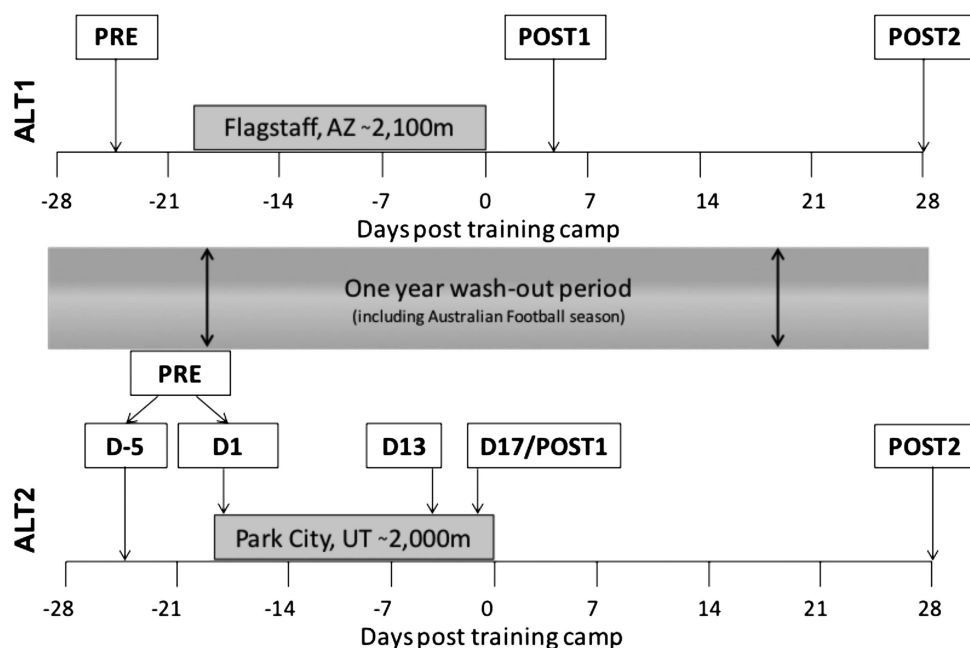 PRE POST1 POST2
ALT1
Flagstaff, AZ ~2,100m
-28 -21 -14 -7 0 7 14 21 28
Days post training camp
One year wash-out period
(including Australian Football season)
PRE
D-5 D1 D13 D17/POST1 POST2
ALT2
Park City, UT ~2,000m
-28 -21 -14 -7 0 7 14 21 28
Days post training camp